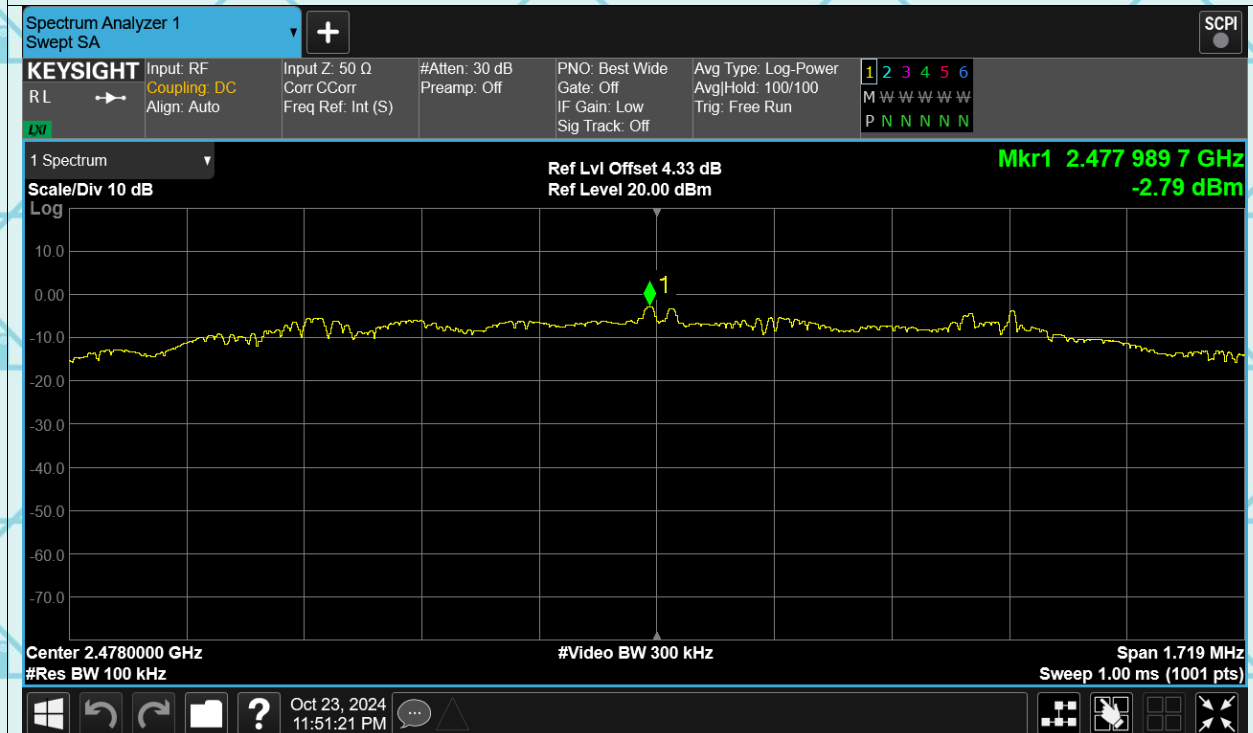 Spectrum Analyzer 1
Swept SA
▼
+
SCPI
KEYSIGHT
RL
LXI
Input: RF
Coupling: DC
Align: Auto
Input Z: 50 Ω
Corr CCorr
Freq Ref: Int (S)
#Atten: 30 dB
Preamp: Off
PNO: Best Wide
Gate: Off
IF Gain: Low
Sig Track: Off
Avg Type: Log-Power
Avg|Hold: 100/100
Trig: Free Run
1 2 3 4 5 6
M W W W W W
P N N N N N
1 Spectrum ▼
Scale/Div 10 dB
Log
Ref Lvl Offset 4.33 dB
Ref Level 20.00 dBm
Mkr1 2.477 989 7 GHz
-2.79 dBm
1
10.0
0.00
-10.0
-20.0
-30.0
-40.0
-50.0
-60.0
-70.0
Center 2.4780000 GHz
#Res BW 100 kHz
#Video BW 300 kHz
Span 1.719 MHz
Sweep 1.00 ms (1001 pts)
?
Oct 23, 2024
11:51:21 PM